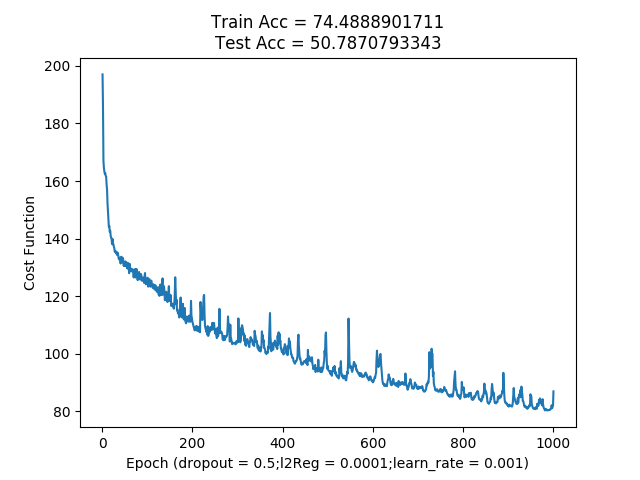 Train Acc = 74.4888901711
Test Acc = 50.7870793343
200
180
160
140
120
100
80
Cost Function
0 200 400 600 800 1000
Epoch (dropout = 0.5;l2Reg = 0.0001;learn_rate = 0.001)